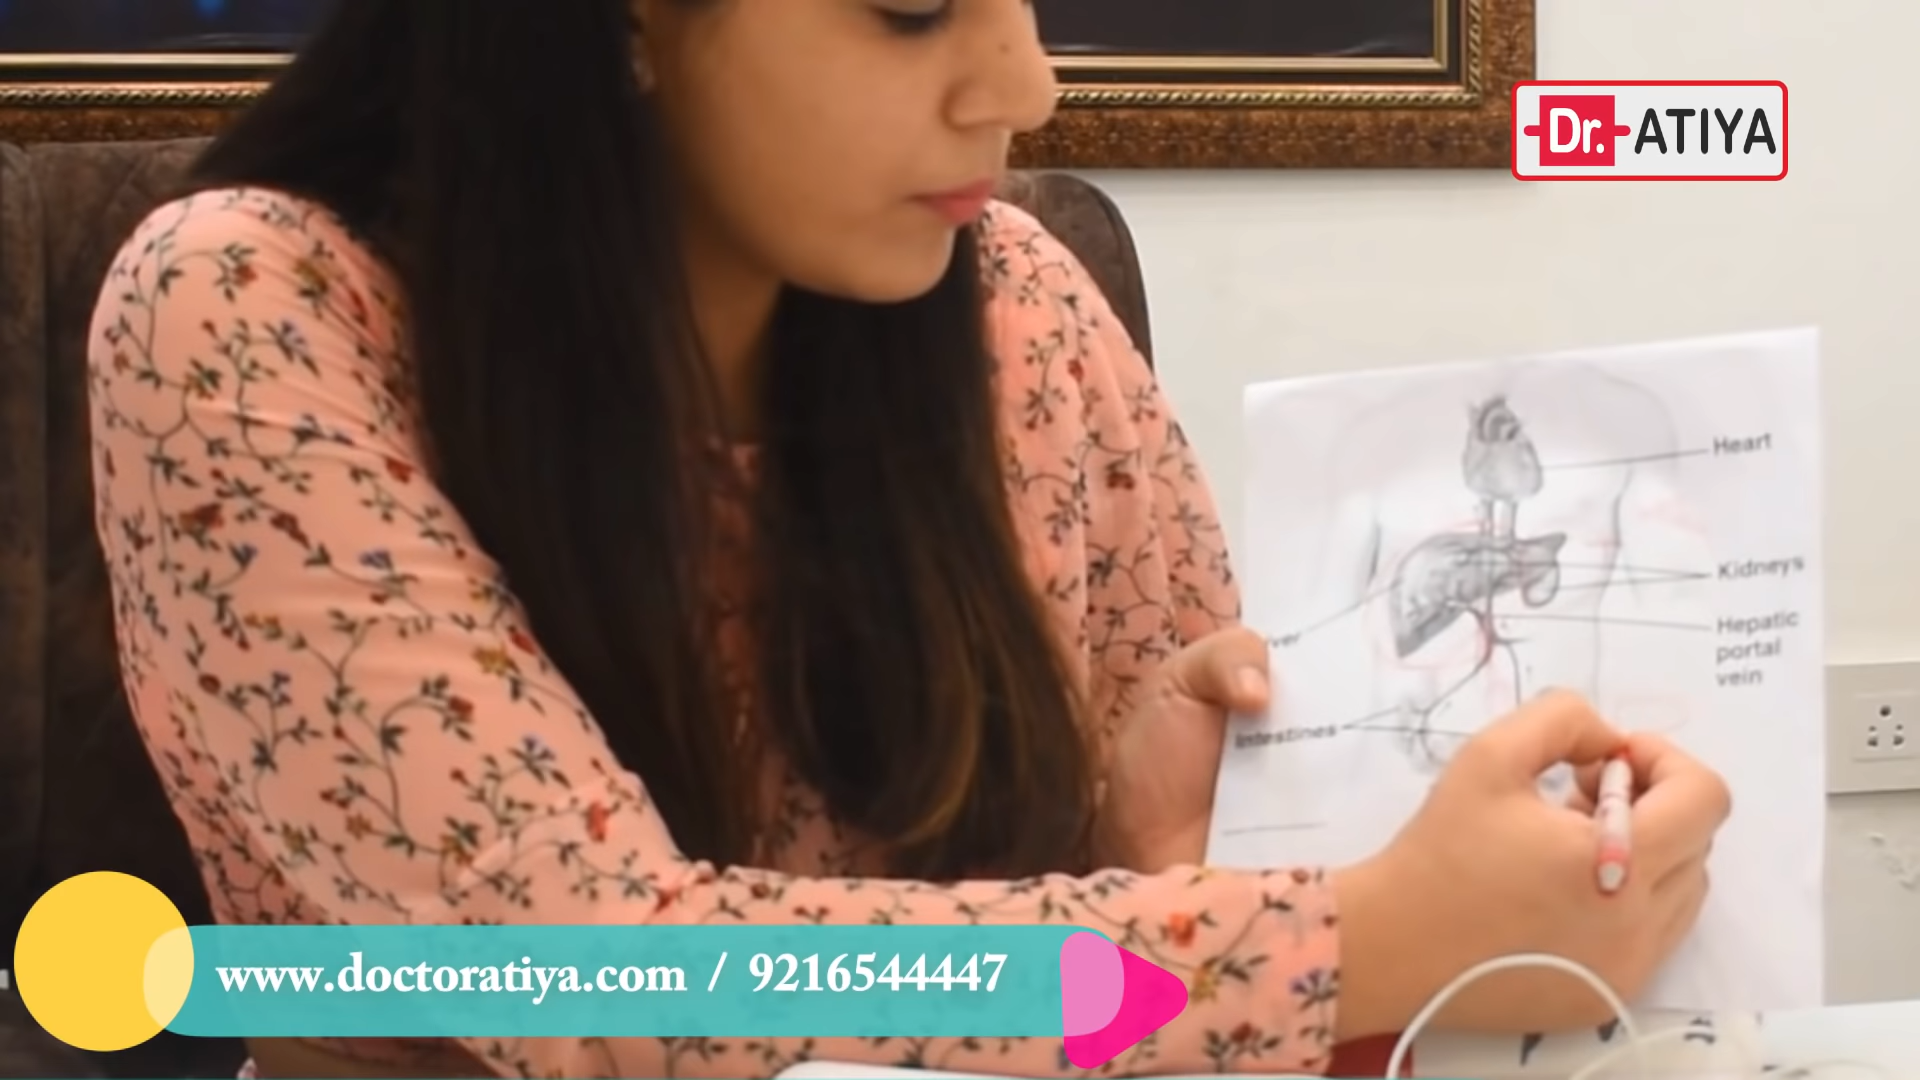 Dr. ATIYA
Heart
Kidneys
Hepatic
portal
vein
Intestines
www.doctoratiya.com / 9216544447